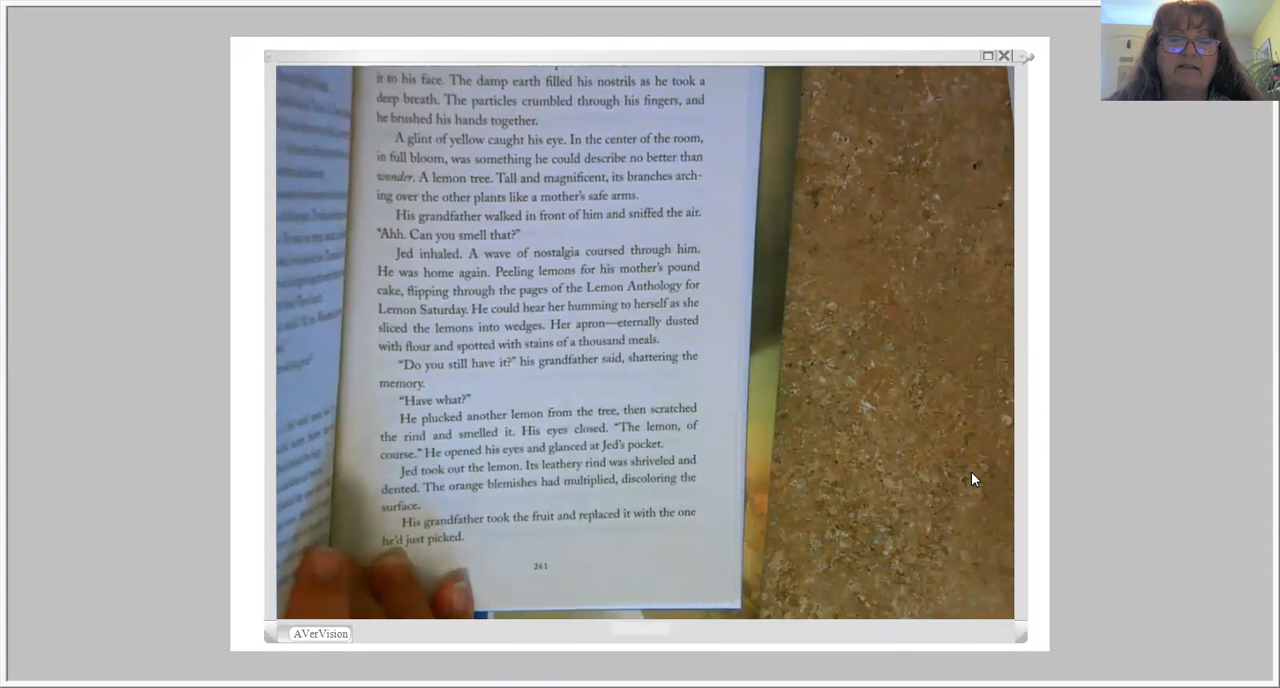 it to his face. The damp earth filled his nostrils as he took a
deep breath. The particles crumbled through his fingers, and
he brushed his hands together.
A glint of yellow caught his eye. In the center of the room,
in full bloom, was something he could describe no better than
wonder. A lemon tree. Tall and magnificent, its branches arch-
ing over the other plants like a mother's safe arms.
His grandfather walked in front of him and sniffed the air.
"Ahh. Can you smell that?"
Jed inhaled. A wave of nostalgia coursed through him.
He was home again. Peeling lemons for his mother's pound
cake, flipping through the pages of the Lemon Anthology for
Lemon Saturday. He could hear her humming to herself as she
sliced the lemons into wedges. Her apron—eternally dusted
with flour and spotted with stains of a thousand meals.
"Do you still have it?" his grandfather said, shattering the
memory.
"Have what?"
He plucked another lemon from the tree, then scratched
the rind and smelled it. His eyes closed. "The lemon, of
course." He opened his eyes and glanced at Jed's pocket.
Jed took out the lemon. Its leathery rind was shriveled and
dented. The orange blemishes had multiplied, discoloring the
surface.
His grandfather took the fruit and replaced it with the one
he'd just picked.
261
AVerVision